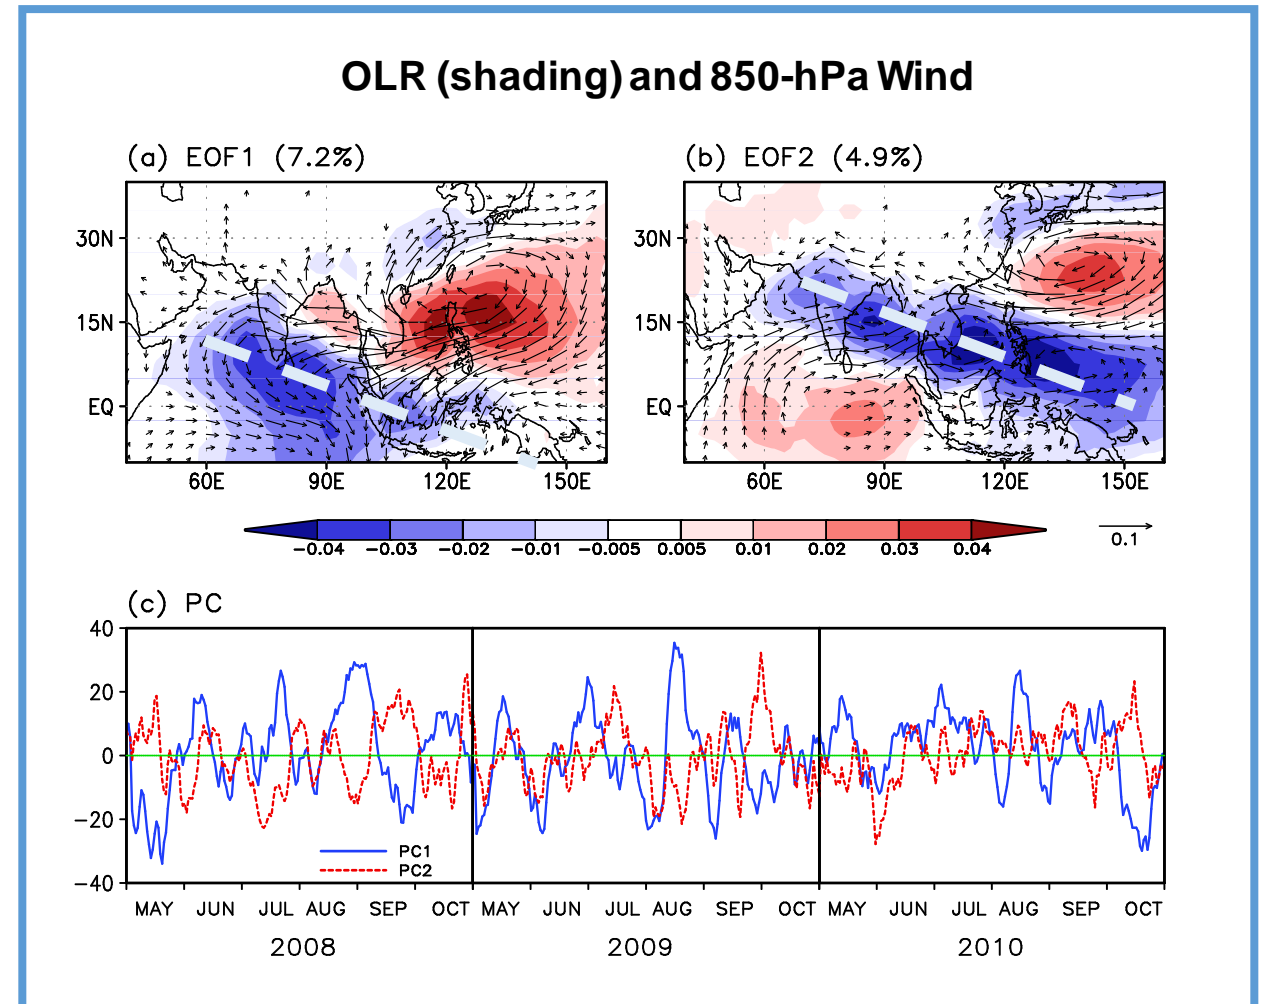 OLR (shading) and 850-hPa Wind
(a) EOF1 (7.2%)
(b) EOF2 (4.9%)
30N
15N
EQ
60E 90E 120E 150E
30N
15N
EQ
60E 90E 120E 150E
−0.04 −0.03 −0.02 −0.01 −0.005 0.005 0.01 0.02 0.03 0.04
0.1
(c) PC
40
20
0
−20
−40
PC1
PC2
MAY JUN JUL AUG SEP OCT MAY JUN JUL AUG SEP OCT MAY JUN JUL AUG SEP OCT
2008 2009 2010